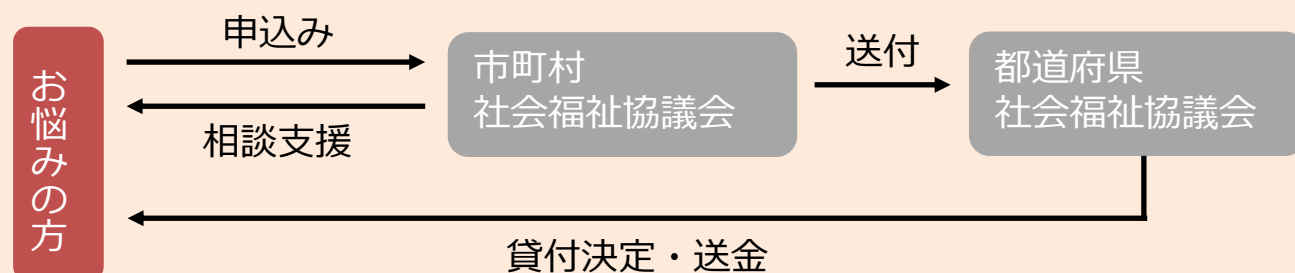 お悩みの方
申込み
相談支援
市町村
社会福祉協議会
送付
都道府県
社会福祉協議会
貸付決定・送金